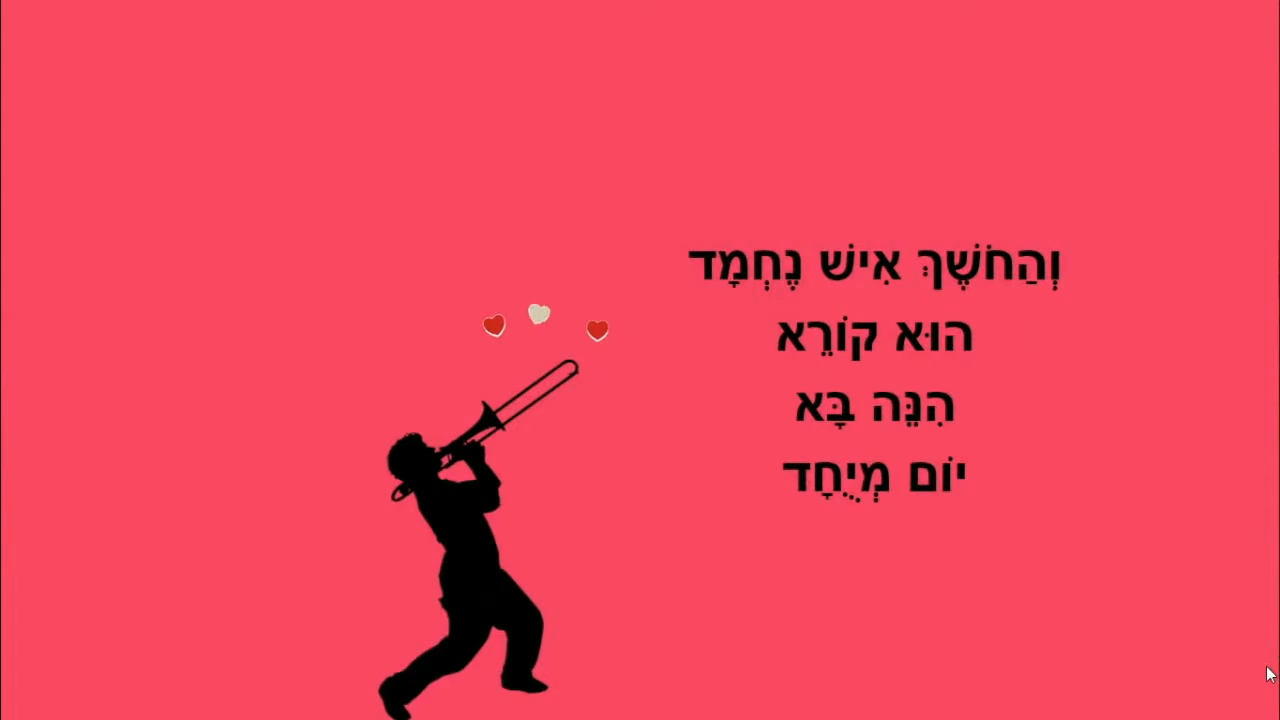 וְהַחֹשֶׁךְ אִישׁ נֶחְמָד
הוּא קוֹרֵא
הִנֵּה בָּא
יוֹם מְיֻחָד